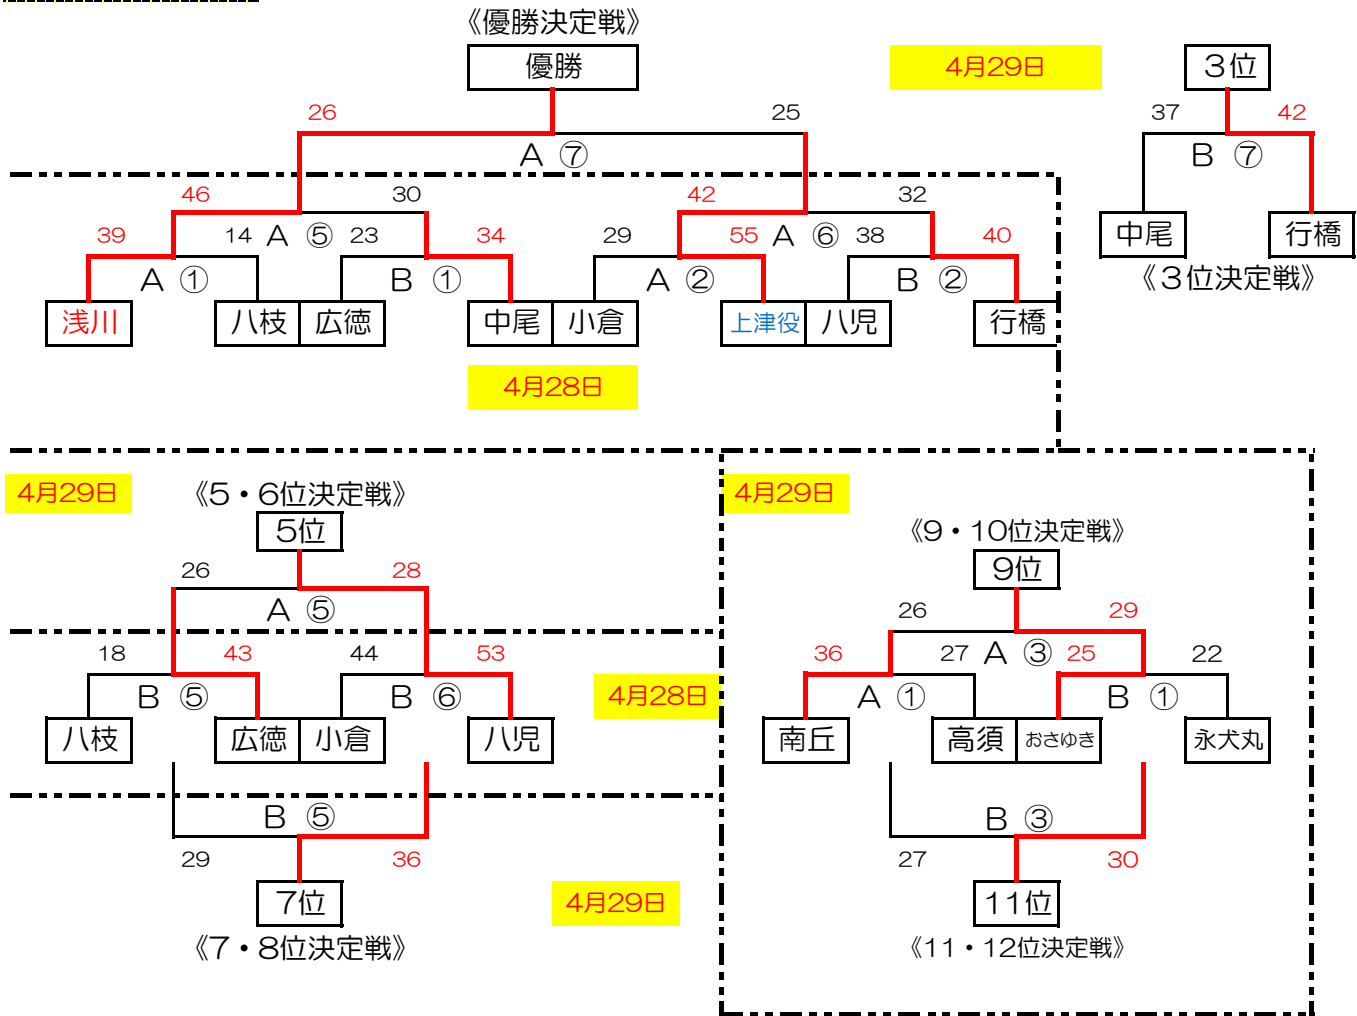 《優勝決定戦》
優勝
4月29日
3位
26
25
37
42
A ⑦
B ⑦
46
30
42
32
39
14
A ⑤
23
34
29
55
A ⑥
38
40
中尾
行橋
A ①
B ①
A ②
B ②
《3位決定戦》
浅川
八枝
広徳
中尾
小倉
上津役
八児
行橋
4月28日
4月29日
《5・6位決定戦》
5位
26
28
A ⑤
18
43
44
53
B ⑤
B ⑥
4月28日
八枝
広徳
小倉
八児
B ⑤
29
36
7位
4月29日
《7・8位決定戦》
4月29日
《9・10位決定戦》
9位
26
29
36
27
A ③
25
22
A ①
B ①
南丘
高須
おさゆき
永犬丸
B ③
27
30
11位
《11・12位決定戦》